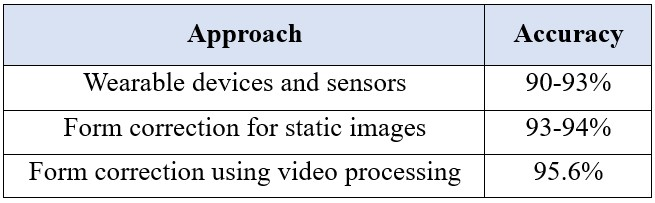 Approach Accuracy
Wearable devices and sensors 90-93%
Form correction for static images 93-94%
Form correction using video processing 95.6%